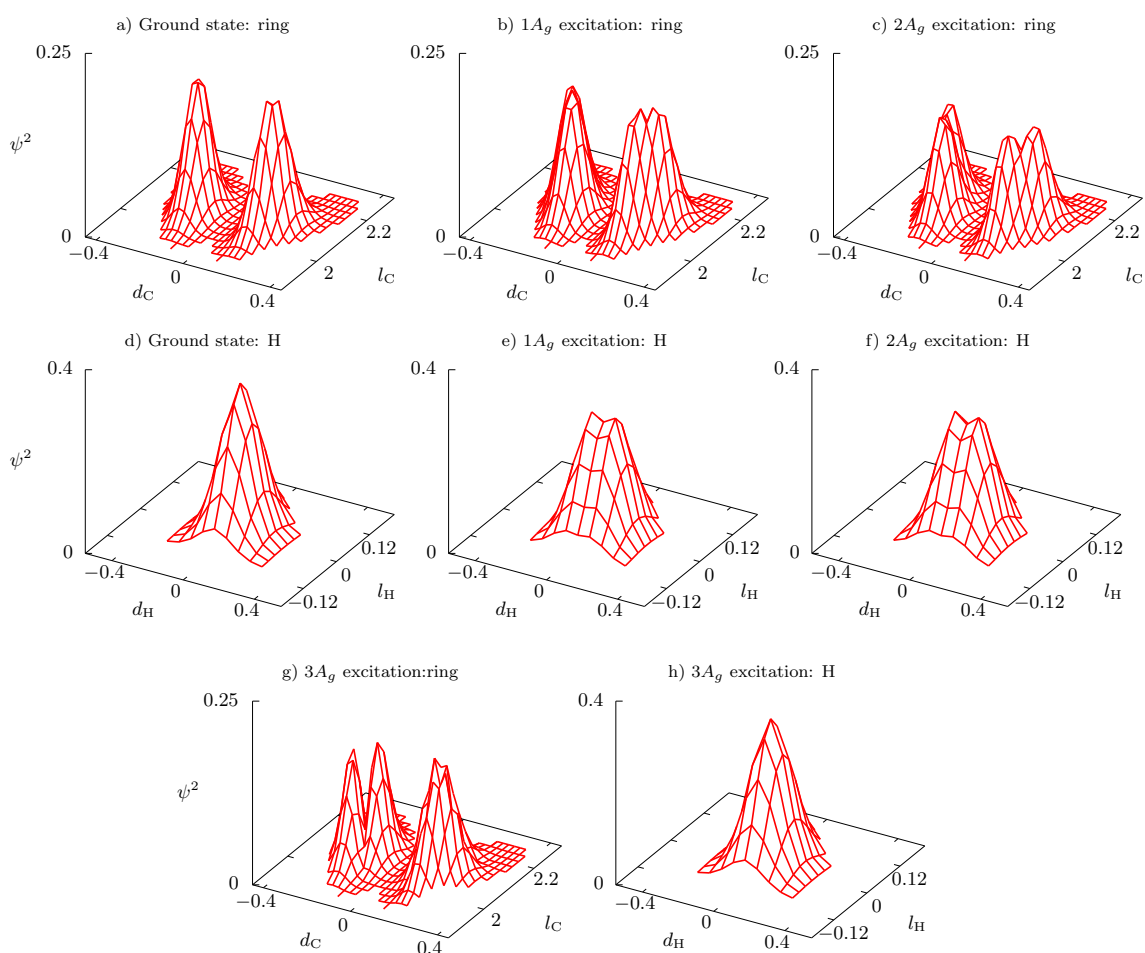 a) Ground state: ring
b) 1A_g excitation: ring
c) 2A_g excitation: ring
0.25
0.25
0.25
ψ²
0
0
0
−0.4
0
0.4
d_C
2
2.2
l_C
−0.4
0
0.4
d_C
2
2.2
l_C
−0.4
0
0.4
d_C
2
2.2
l_C
d) Ground state: H
e) 1A_g excitation: H
f) 2A_g excitation: H
0.4
0.4
0.4
ψ²
0
0
0
−0.4
0
0.4
d_H
−0.12
0
0.12
l_H
−0.4
0
0.4
d_H
−0.12
0
0.12
l_H
−0.4
0
0.4
d_H
−0.12
0
0.12
l_H
g) 3A_g excitation:ring
h) 3A_g excitation: H
0.25
0.4
ψ²
0
0
−0.4
0
0.4
d_C
2
2.2
l_C
−0.4
0
0.4
d_H
−0.12
0
0.12
l_H